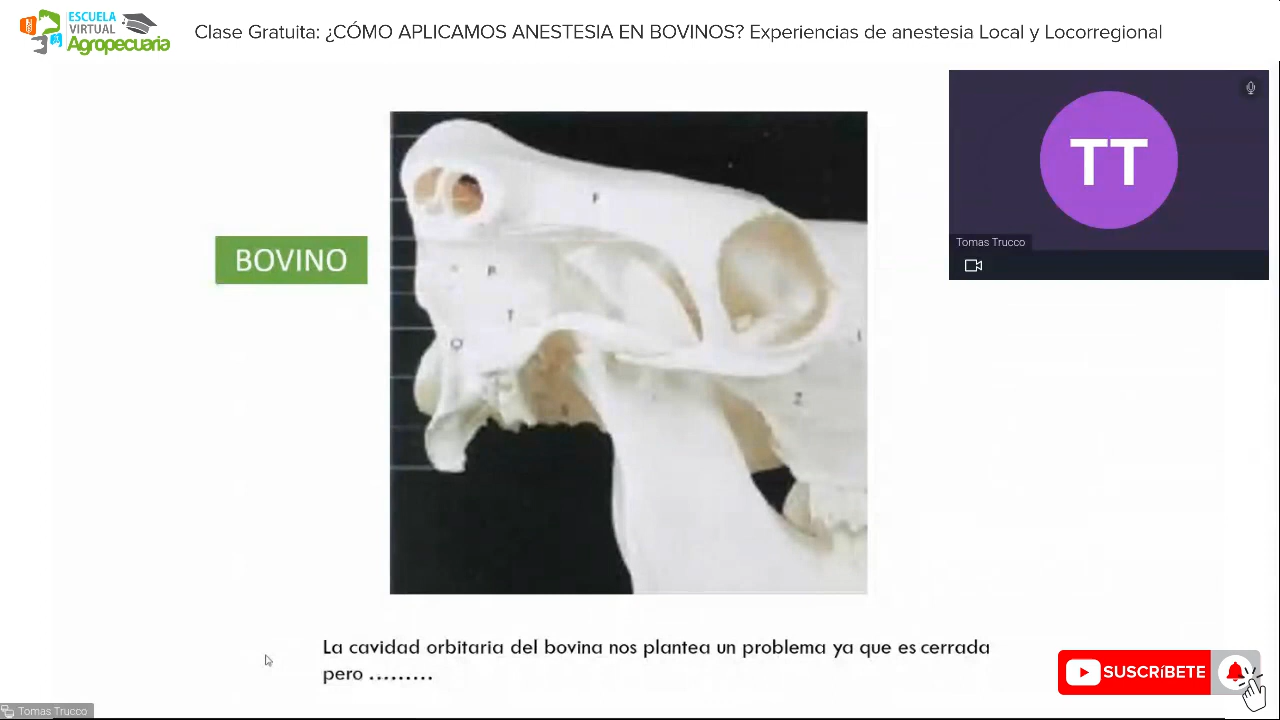 ESCUELA
VIRTUAL
Agropecuaria
Clase Gratuita: ¿CÓMO APLICAMOS ANESTESIA EN BOVINOS? Experiencias de anestesia Local y Locorregional
TT
Tomas Trucco
BOVINO
F
P
T
O
S
1
Z
La cavidad orbitaria del bovina nos plantea un problema ya que es cerrada
pero .........
SUSCRíBETE
Tomas Trucco